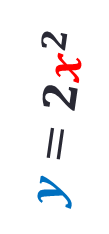 y = 2x²